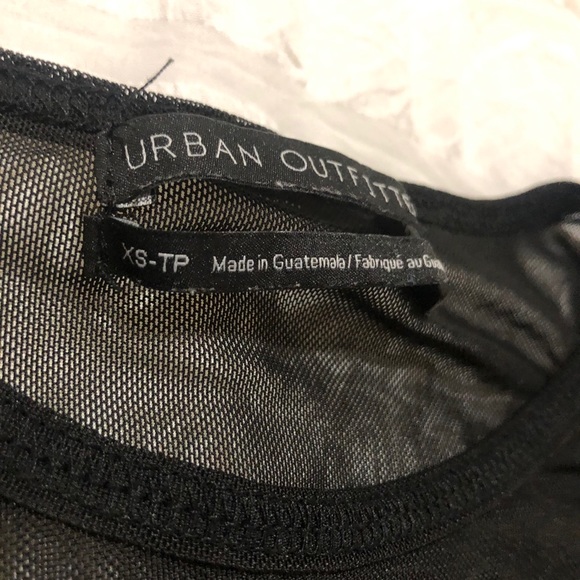 URBAN OUTFITTE
XS-TP Made in Guatemala/Fabriqué au